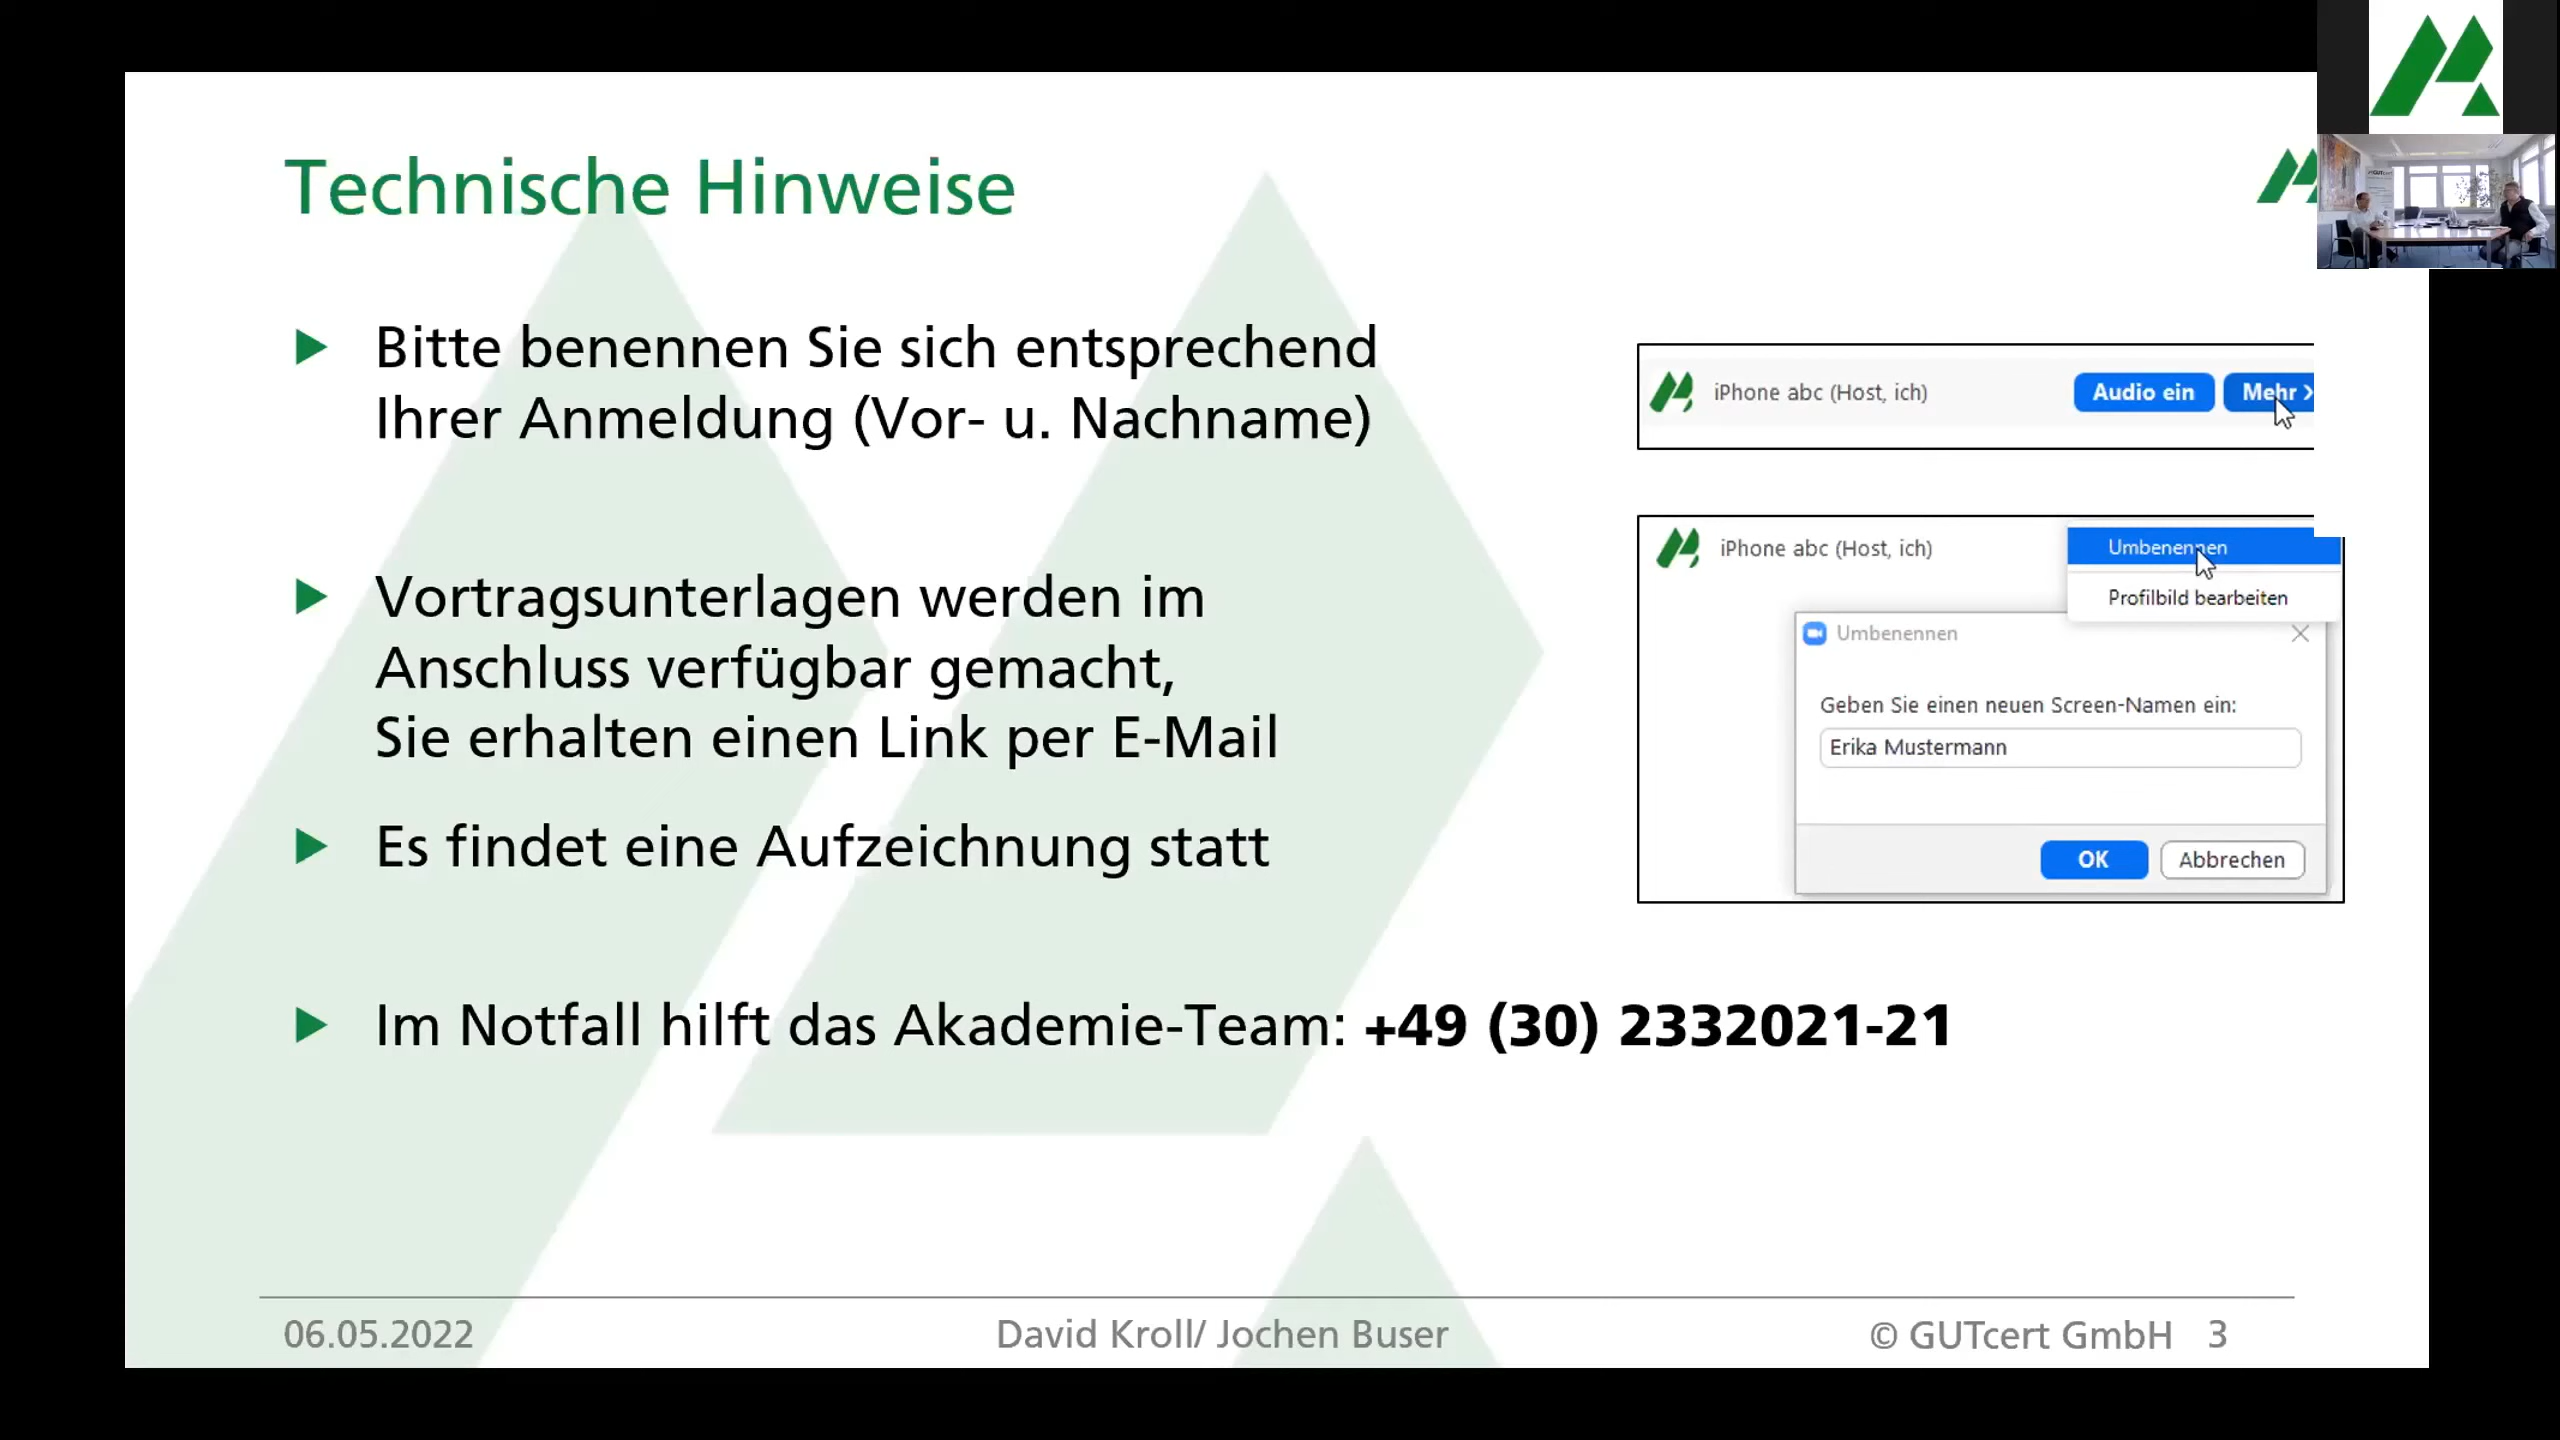 Technische Hinweise
Bitte benennen Sie sich entsprechend
Ihrer Anmeldung (Vor- u. Nachname)
Vortragsunterlagen werden im
Anschluss verfügbar gemacht,
Sie erhalten einen Link per E-Mail
Es findet eine Aufzeichnung statt
Im Notfall hilft das Akademie-Team: +49 (30) 2332021-21
iPhone abc (Host, ich)
Audio ein
Mehr >
iPhone abc (Host, ich)
Umbenennen
Profilbild bearbeiten
Umbenennen
Geben Sie einen neuen Screen-Namen ein:
Erika Mustermann
OK
Abbrechen
06.05.2022
David Kroll/ Jochen Buser
© GUTcert GmbH 3